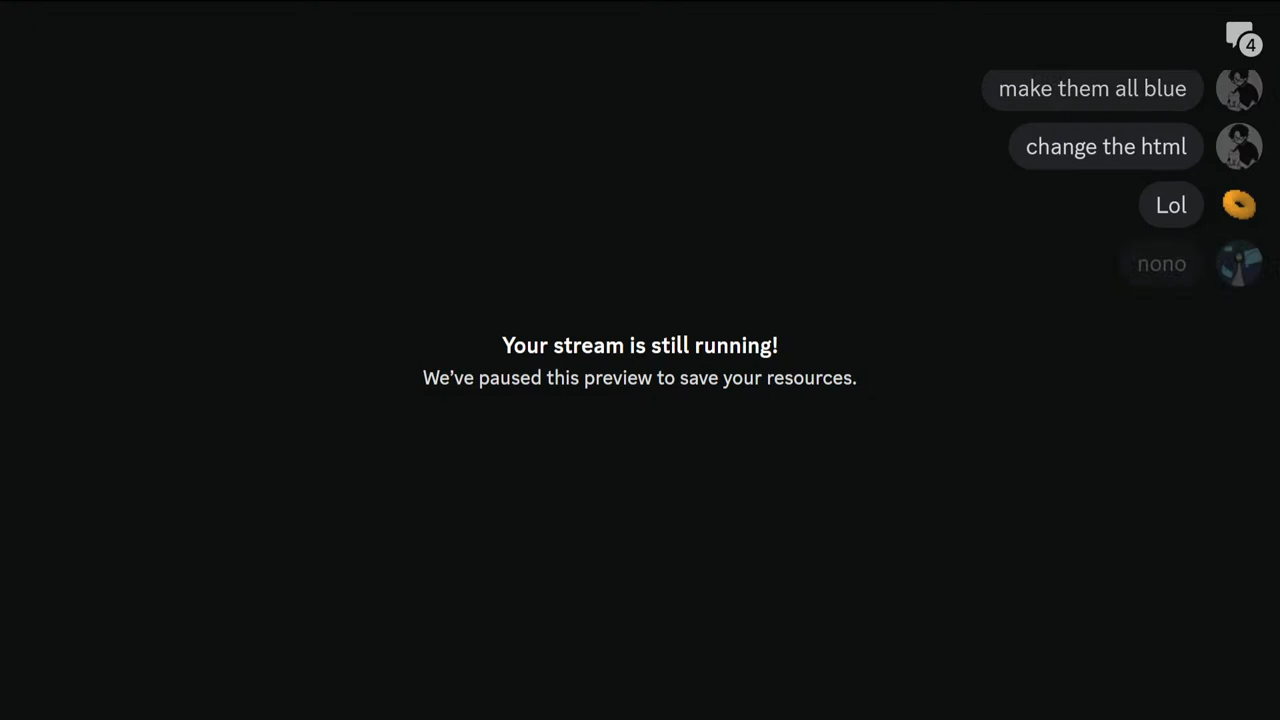 4
make them all blue
change the html
Lol
nono
Your stream is still running!
We’ve paused this preview to save your resources.